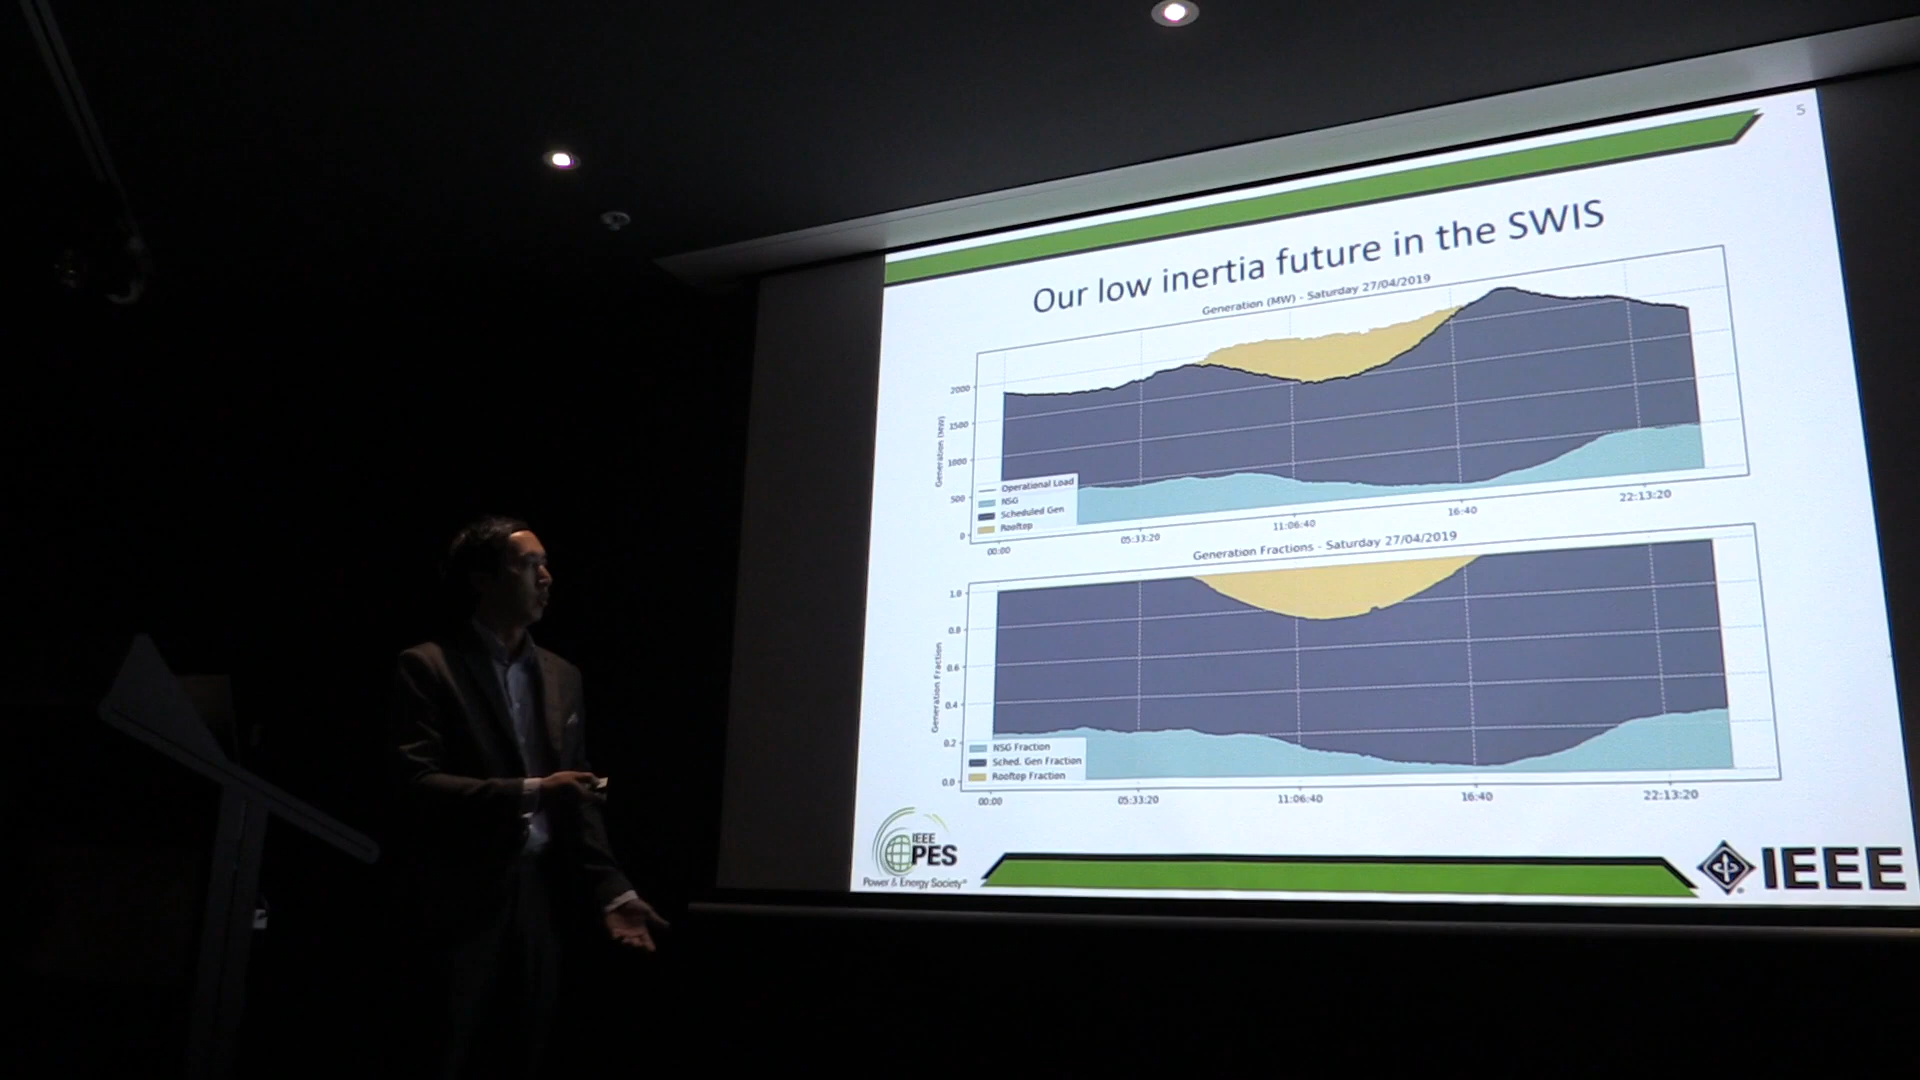 5
Our low inertia future in the SWIS
Generation (MW) - Saturday 27/04/2019
Generation (MW)
2000
1500
1000
500
0
Operational Load
NSG
Scheduled Gen
Rooftop
00:00
05:33:20
11:06:40
16:40
22:13:20
Generation Fractions - Saturday 27/04/2019
Generation Fraction
1.0
0.8
0.6
0.4
0.2
0.0
NSG Fraction
Sched. Gen Fraction
Rooftop Fraction
00:00
05:33:20
11:06:40
16:40
22:13:20
IEEE
PES
Power & Energy Society®
IEEE